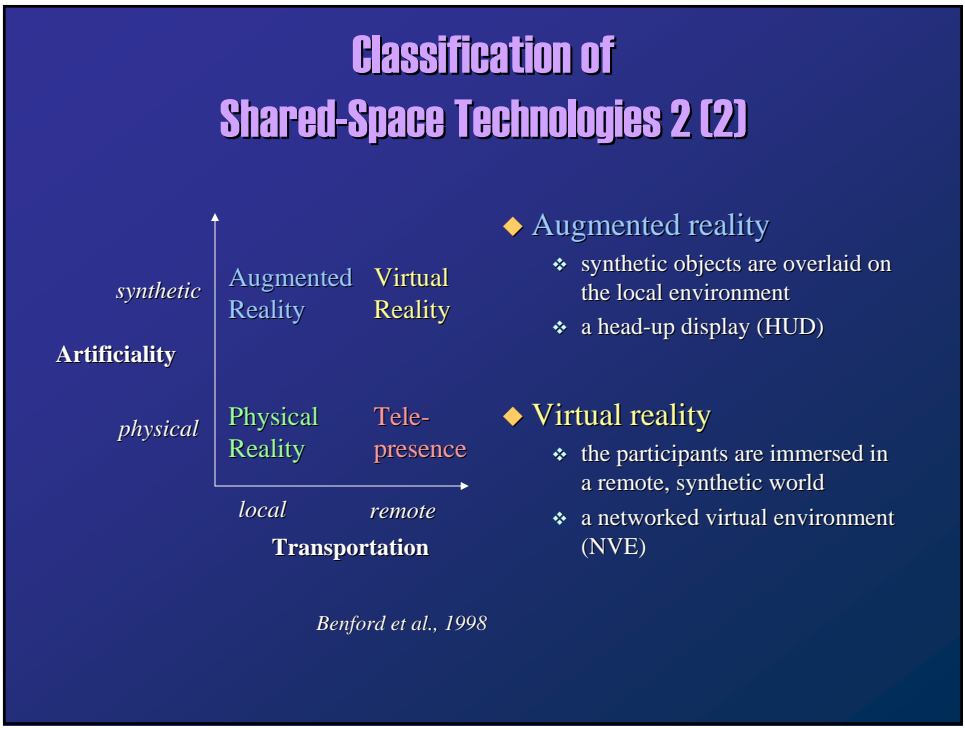 Classification of
Shared-Space Technologies 2 (2)
synthetic
Artificiality
physical
Augmented
Reality
Virtual
Reality
Physical
Reality
Tele-
presence
local
remote
Transportation
Benford et al., 1998
Augmented reality
synthetic objects are overlaid on
the local environment
a head-up display (HUD)
Virtual reality
the participants are immersed in
a remote, synthetic world
a networked virtual environment
(NVE)